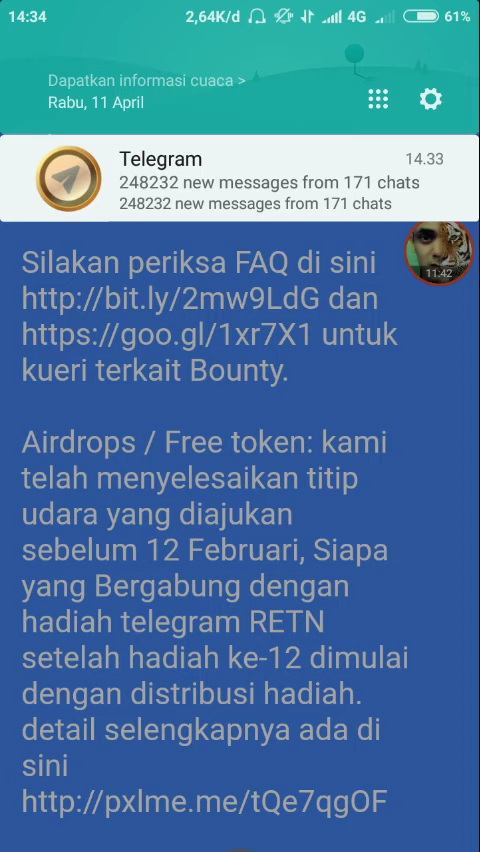 14:34
2,64K/d
4G
61%
Dapatkan informasi cuaca >
Rabu, 11 April
Telegram
14.33
248232 new messages from 171 chats
248232 new messages from 171 chats
11:42
Silakan periksa FAQ di sini
http://bit.ly/2mw9LdG dan
https://goo.gl/1xr7X1 untuk
kueri terkait Bounty.
Airdrops / Free token: kami
telah menyelesaikan titip
udara yang diajukan
sebelum 12 Februari, Siapa
yang Bergabung dengan
hadiah telegram RETN
setelah hadiah ke-12 dimulai
dengan distribusi hadiah.
detail selengkapnya ada di
sini
http://pxlme.me/tQe7qgOF